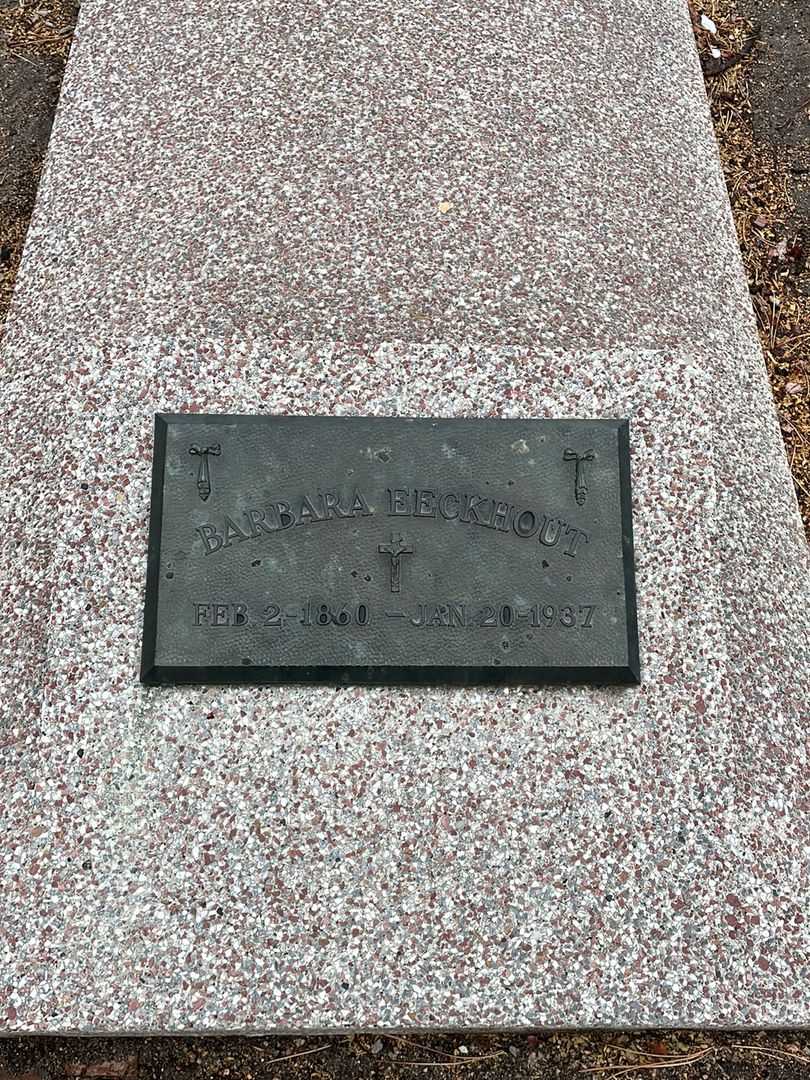 BARBARA EECKHOUT
FEB. 2-1860 — JAN. 20-1937